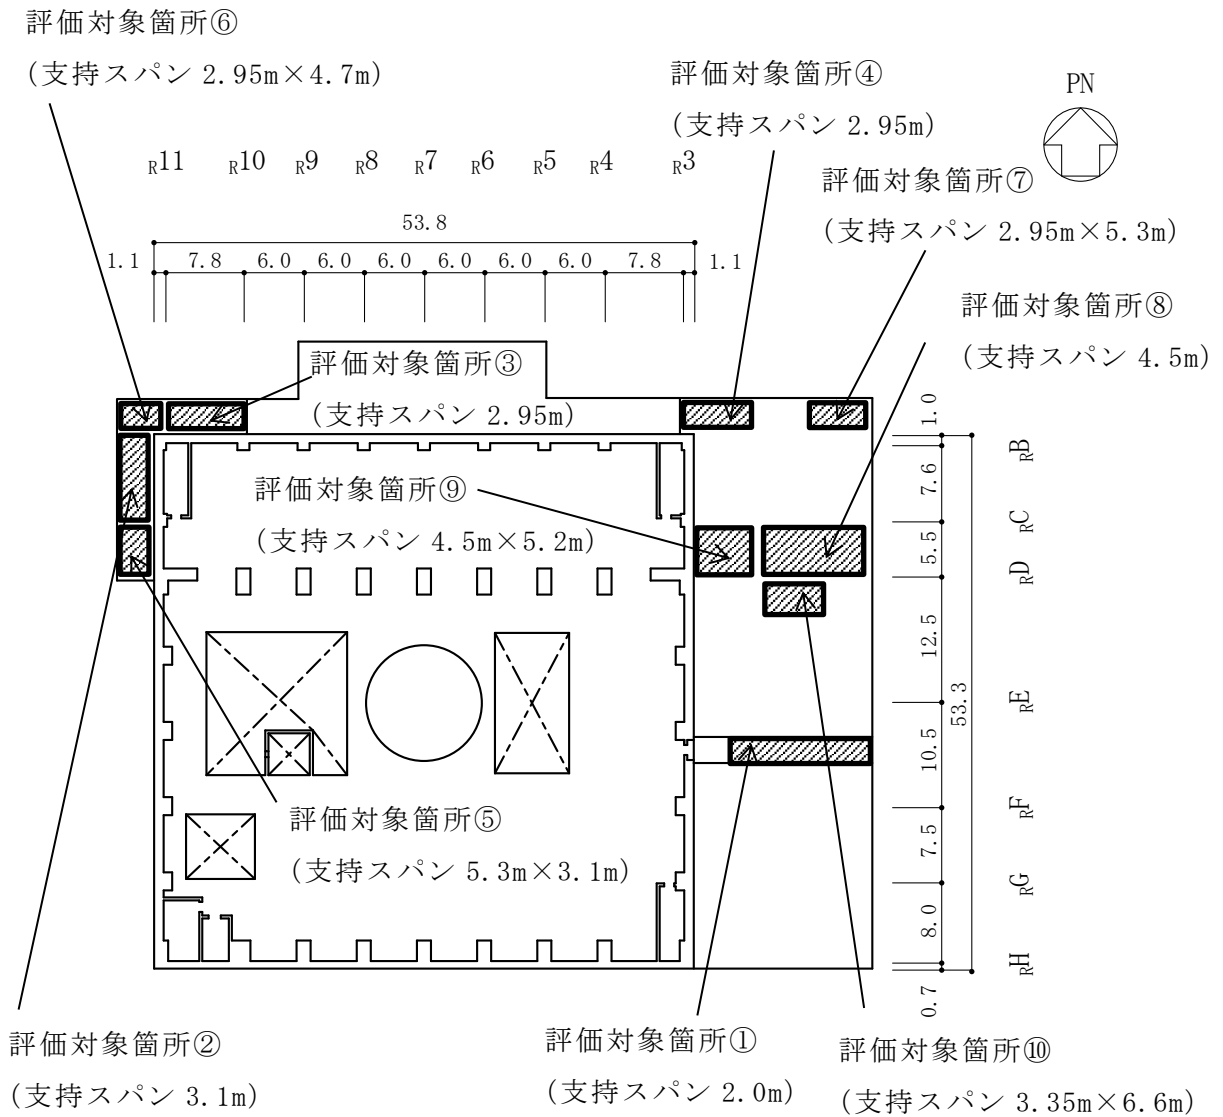 評価対象箇所⑥
(支持スパン 2.95m×4.7m)
評価対象箇所④
(支持スパン 2.95m)
PN
R11 R10 R9 R8 R7 R6 R5 R4 R3
評価対象箇所⑦
(支持スパン 2.95m×5.3m)
53.8
1.1 7.8 6.0 6.0 6.0 6.0 6.0 6.0 7.8 1.1
評価対象箇所⑧
(支持スパン 4.5m)
評価対象箇所③
(支持スパン 2.95m)
評価対象箇所⑨
(支持スパン 4.5m×5.2m)
1.0
7.6
5.5
12.5
10.5
7.5
8.0
0.7
53.3
RB
RC
RD
RE
RF
RG
RH
評価対象箇所⑤
(支持スパン 5.3m×3.1m)
評価対象箇所②
(支持スパン 3.1m)
評価対象箇所①
(支持スパン 2.0m)
評価対象箇所⑩
(支持スパン 3.35m×6.6m)